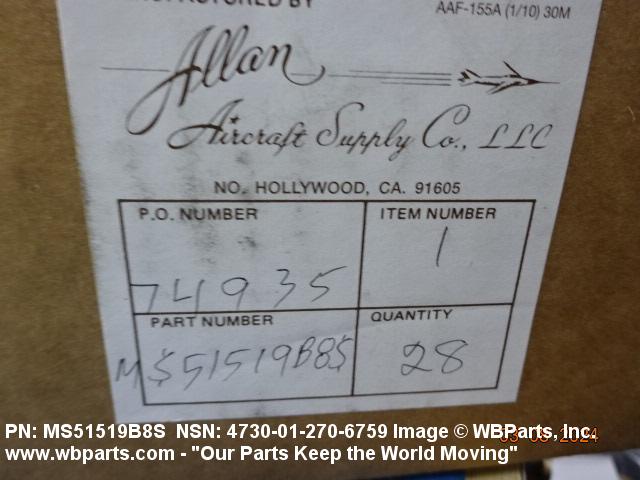 AAF-155A (1/10) 30M
Allan
Aircraft Supply Co., LLC
NO. HOLLYWOOD, CA. 91605
P.O. NUMBER ITEM NUMBER
74935 1
PART NUMBER QUANTITY
MS51519B8S 28
PN: MS51519B8S NSN: 4730-01-270-6759 Image © WBParts, Inc.
www.wbparts.com - "Our Parts Keep the World Moving"